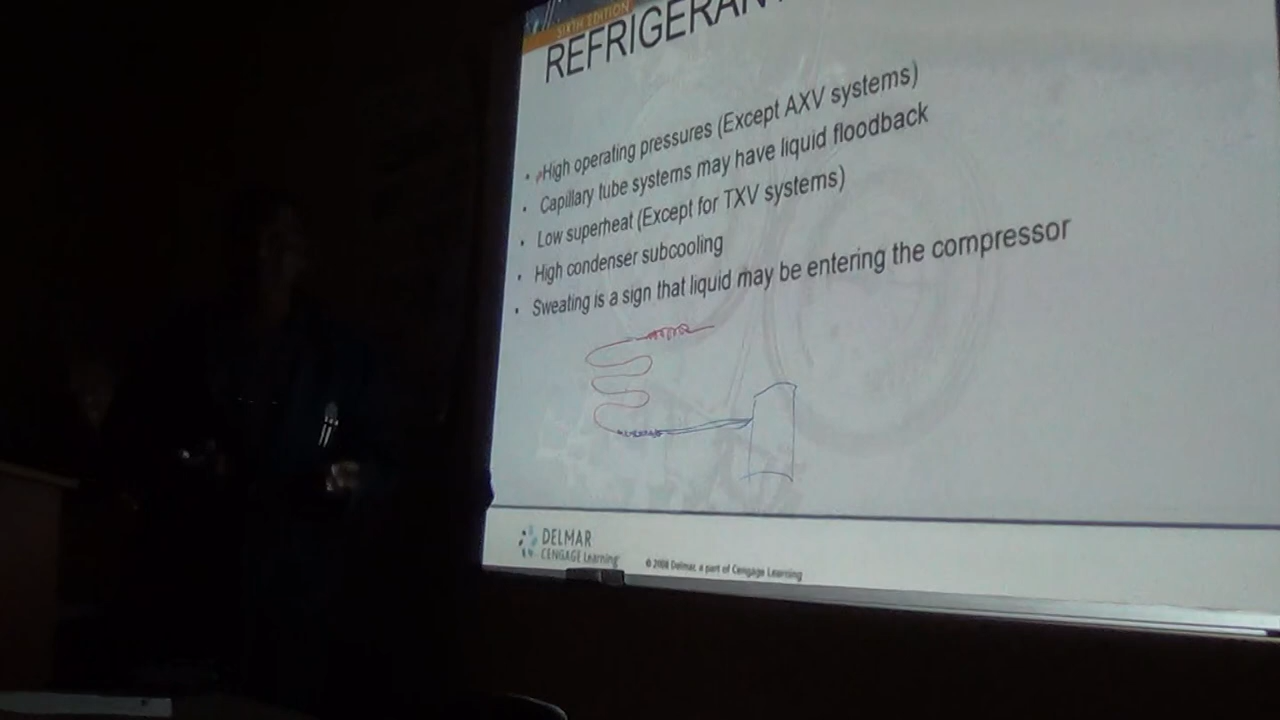 SIXTH EDITION
REFRIGERAN
• High operating pressures (Except AXV systems)
• Capillary tube systems may have liquid floodback
• Low superheat (Except for TXV systems)
• High condenser subcooling
• Sweating is a sign that liquid may be entering the compressor
DELMAR
CENGAGE Learning
© 2008 Delmar, a part of Cengage Learning